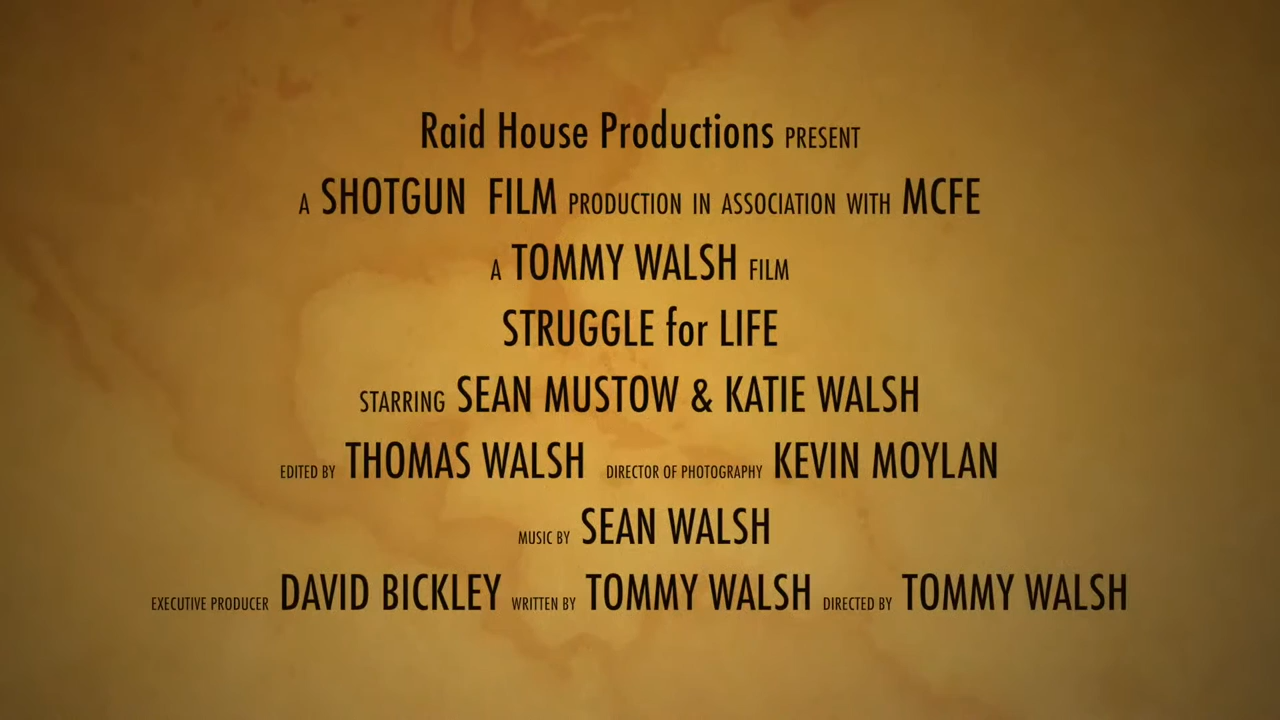 Raid House Productions PRESENT
A SHOTGUN FILM PRODUCTION IN ASSOCIATION WITH MCFE
A TOMMY WALSH FILM
STRUGGLE for LIFE
STARRING SEAN MUSTOW & KATIE WALSH
EDITED BY THOMAS WALSH DIRECTOR OF PHOTOGRAPHY KEVIN MOYLAN
MUSIC BY SEAN WALSH
EXECUTIVE PRODUCER DAVID BICKLEY WRITTEN BY TOMMY WALSH DIRECTED BY TOMMY WALSH